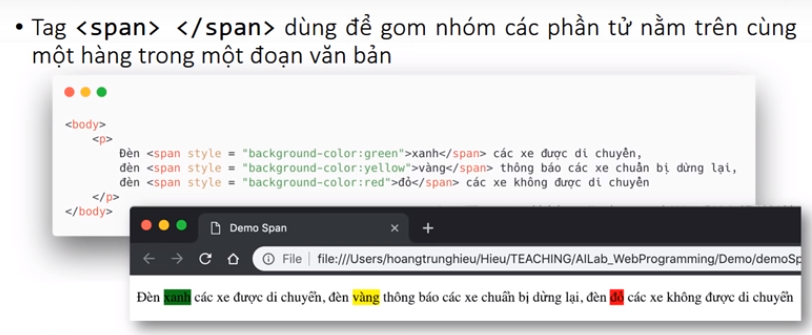 • Tag <span> </span> dùng để gom nhóm các phần tử nằm trên cùng
một hàng trong một đoạn văn bản
<body>
<p>
Đèn <span style = "background-color:green">xanh</span> các xe được di chuyển,
đèn <span style = "background-color:yellow">vàng</span> thông báo các xe chuẩn bị dừng lại,
đèn <span style = "background-color:red">đỏ</span> các xe không được di chuyển
</p>
</body>
Demo Span
File | file:///Users/hoangtrunghieu/Hieu/TEACHING/AILab_WebProgramming/Demo/demoSp
Đèn xanh các xe được di chuyển, đèn vàng thông báo các xe chuẩn bị dừng lại, đèn đỏ các xe không được di chuyển